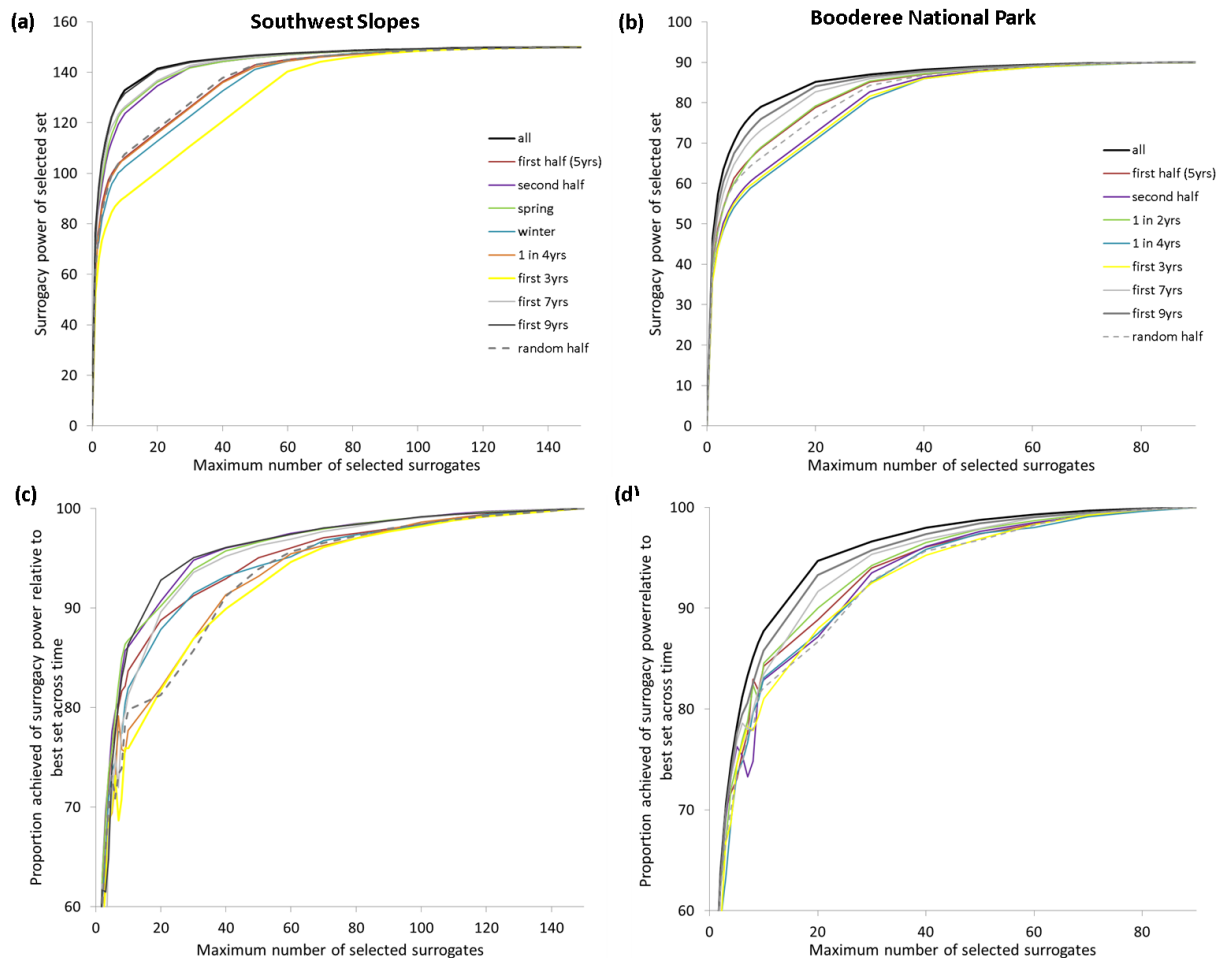 (a)
Southwest Slopes
160
140
120
100
80
60
40
20
0
Surrogacy power of selected set
0 20 40 60 80 100 120 140
Maximum number of selected surrogates
all
first half (5yrs)
second half
spring
winter
1 in 4yrs
first 3yrs
first 7yrs
first 9yrs
random half
(b)
Booderee National Park
100
90
80
70
60
50
40
30
20
10
0
Surrogacy power of selected set
0 20 40 60 80
Maximum number of selected surrogates
all
first half (5yrs)
second half
1 in 2yrs
1 in 4yrs
first 3yrs
first 7yrs
first 9yrs
random half
(c)
100
90
80
70
60
Proportion achieved of surrogacy power relative to
best set across time
0 20 40 60 80 100 120 140
Maximum number of selected surrogates
(d)
100
90
80
70
60
Proportion achieved of surrogacy powerrelative to
best set across time
0 20 40 60 80
Maximum number of selected surrogates